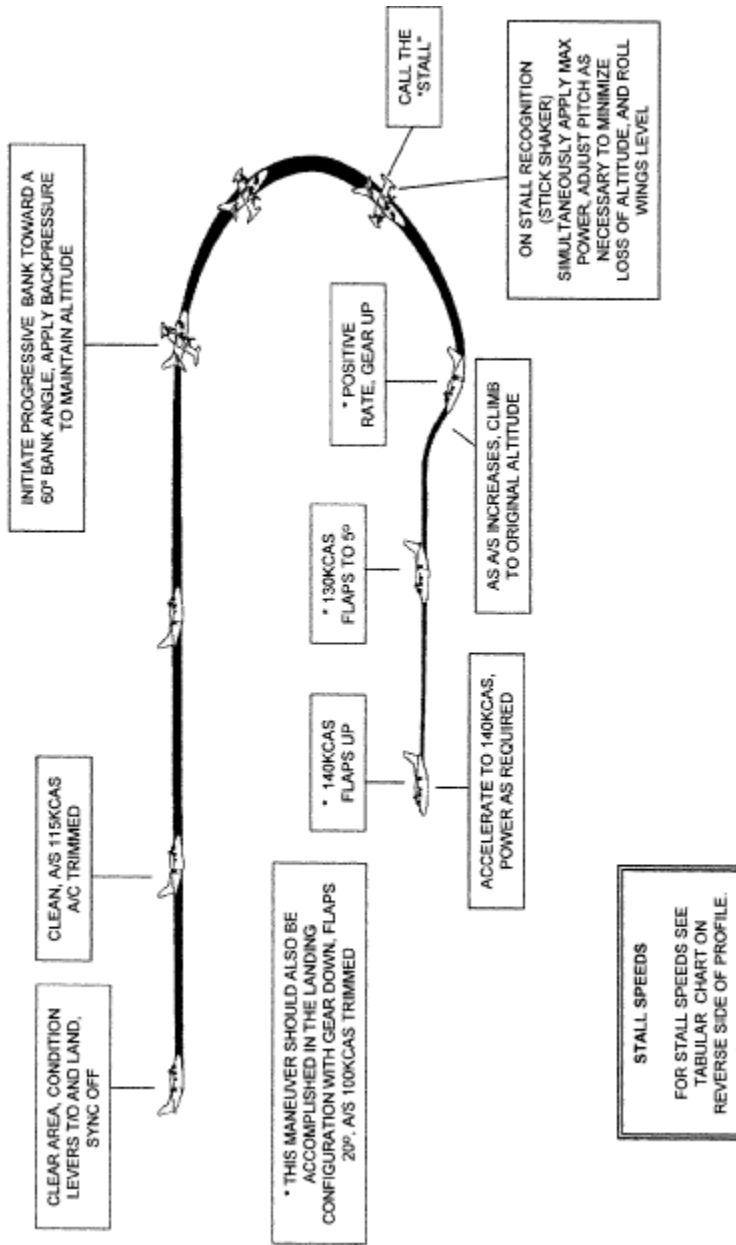 CLEAR AREA, CONDITION
LEVERS T/O AND LAND,
SYNC OFF
CLEAN, A/S 115KCAS
A/C TRIMMED
INITIATE PROGRESSIVE BANK TOWARD A
60º BANK ANGLE, APPLY BACKPRESSURE
TO MAINTAIN ALTITUDE
CALL THE
"STALL"
ON STALL RECOGNITION
(STICK SHAKER)
SIMULTANEOUSLY APPLY MAX
POWER, ADJUST PITCH AS
NECESSARY TO MINIMIZE
LOSS OF ALTITUDE, AND ROLL
WINGS LEVEL
* POSITIVE
RATE, GEAR UP
AS A/S INCREASES, CLIMB
TO ORIGINAL ALTITUDE
* 130KCAS
FLAPS TO 5º
* 140KCAS
FLAPS UP
ACCELERATE TO 140KCAS,
POWER AS REQUIRED
* THIS MANEUVER SHOULD ALSO BE
ACCOMPLISHED IN THE LANDING
CONFIGURATION WITH GEAR DOWN, FLAPS
20º, A/S 100KCAS TRIMMED
STALL SPEEDS
FOR STALL SPEEDS SEE
TABULAR CHART ON
REVERSE SIDE OF PROFILE.